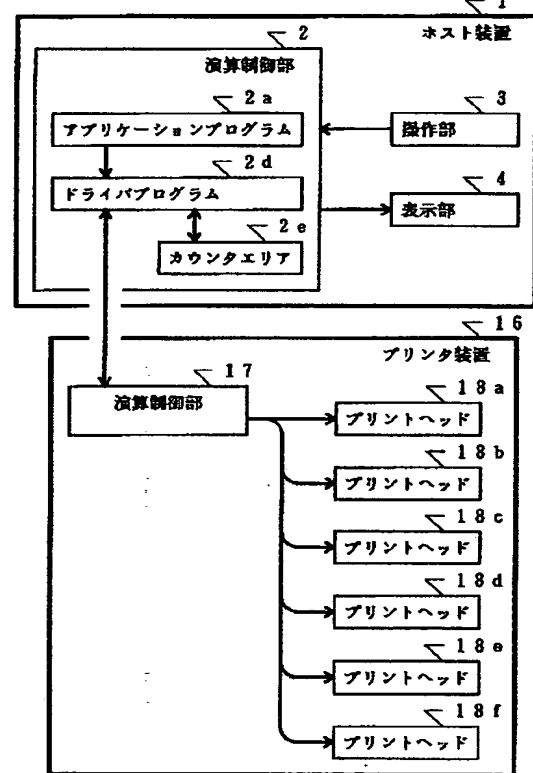 1
ホスト装置
2
演算制御部
2a
アプリケーションプログラム
3
操作部
2d
ドライバプログラム
4
表示部
2e
カウンタエリア
16
プリンタ装置
17
演算制御部
18a
プリントヘッド
18b
プリントヘッド
18c
プリントヘッド
18d
プリントヘッド
18e
プリントヘッド
18f
プリントヘッド